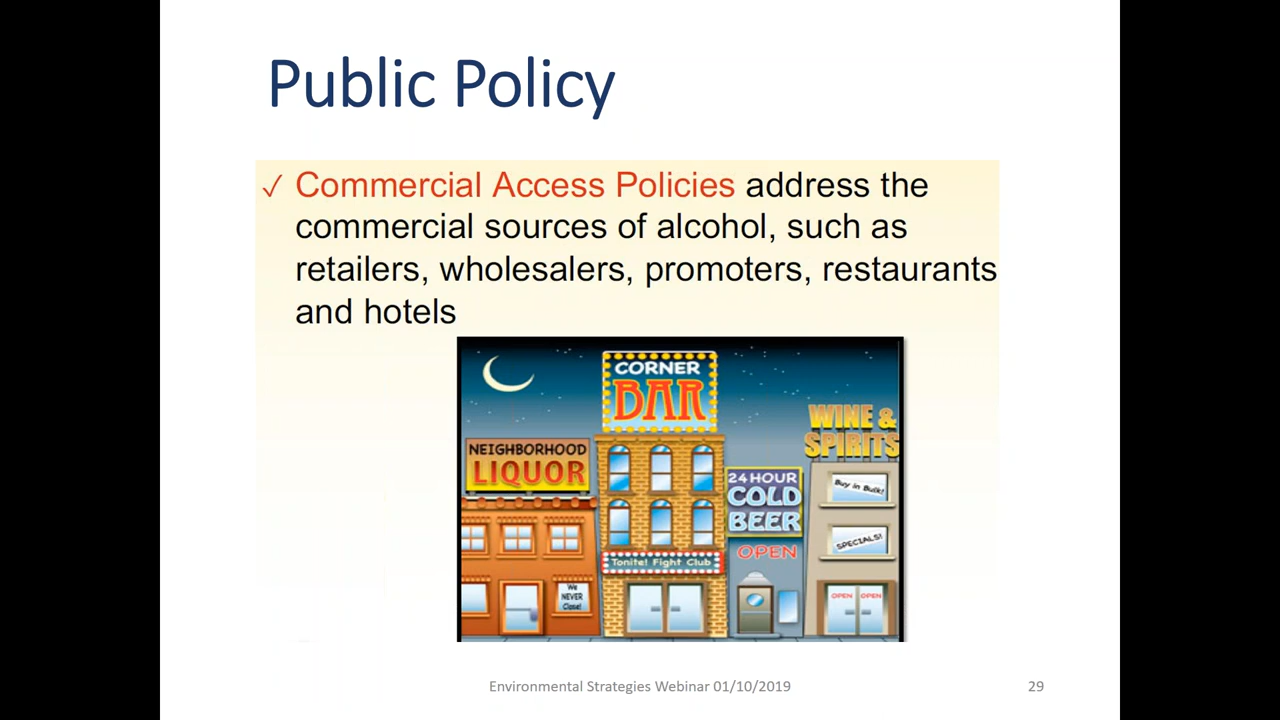 Public Policy
✓ Commercial Access Policies address the
commercial sources of alcohol, such as
retailers, wholesalers, promoters, restaurants
and hotels
CORNER
BAR
NEIGHBORHOOD
LIQUOR
WINE &
SPIRITS
24 HOUR
COLD
BEER
Buy in Bulk!
SPECIALS!
OPEN
Tonite! Fight Club
We
NEVER
Close!
OPEN OPEN
Environmental Strategies Webinar 01/10/2019
29